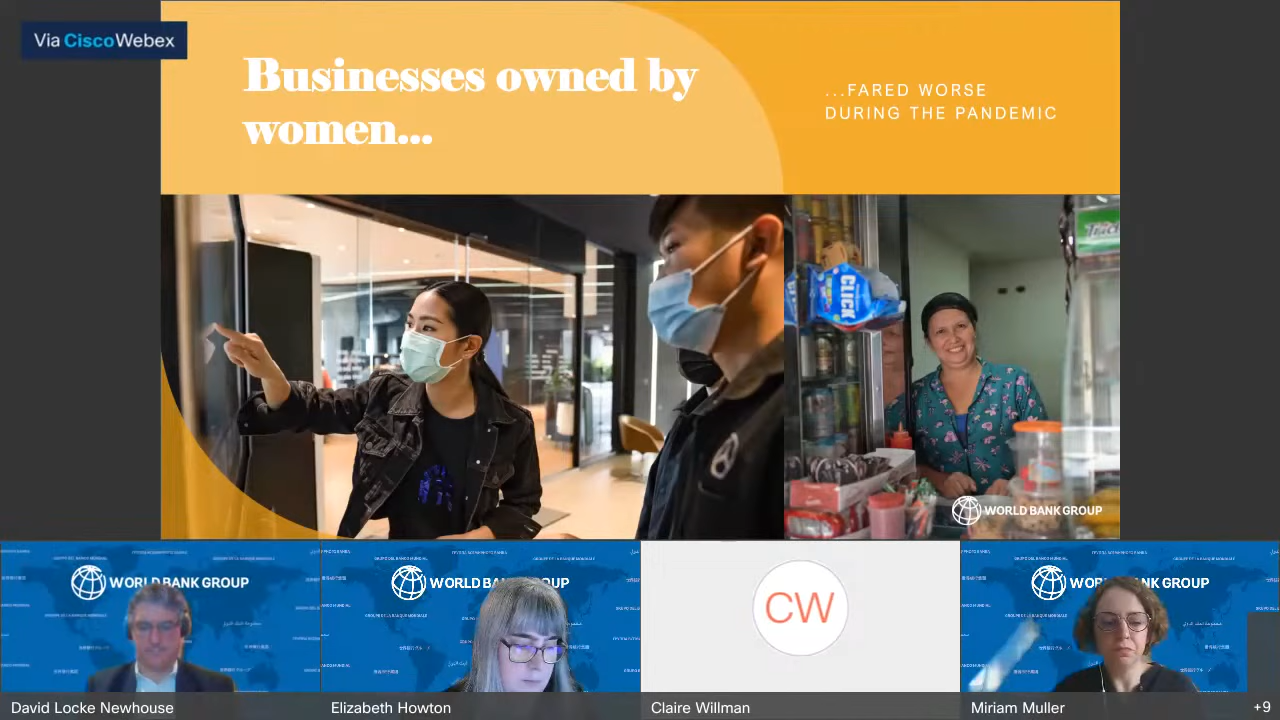 Via CiscoWebex
Businesses owned by
women...
...FARED WORSE
DURING THE PANDEMIC
CLICK
WORLD BANK GROUP
WORLD BANK GROUP
WORLD BANK GROUP
CW
WORLD BANK GROUP
David Locke Newhouse
Elizabeth Howton
Claire Willman
Miriam Muller
+9